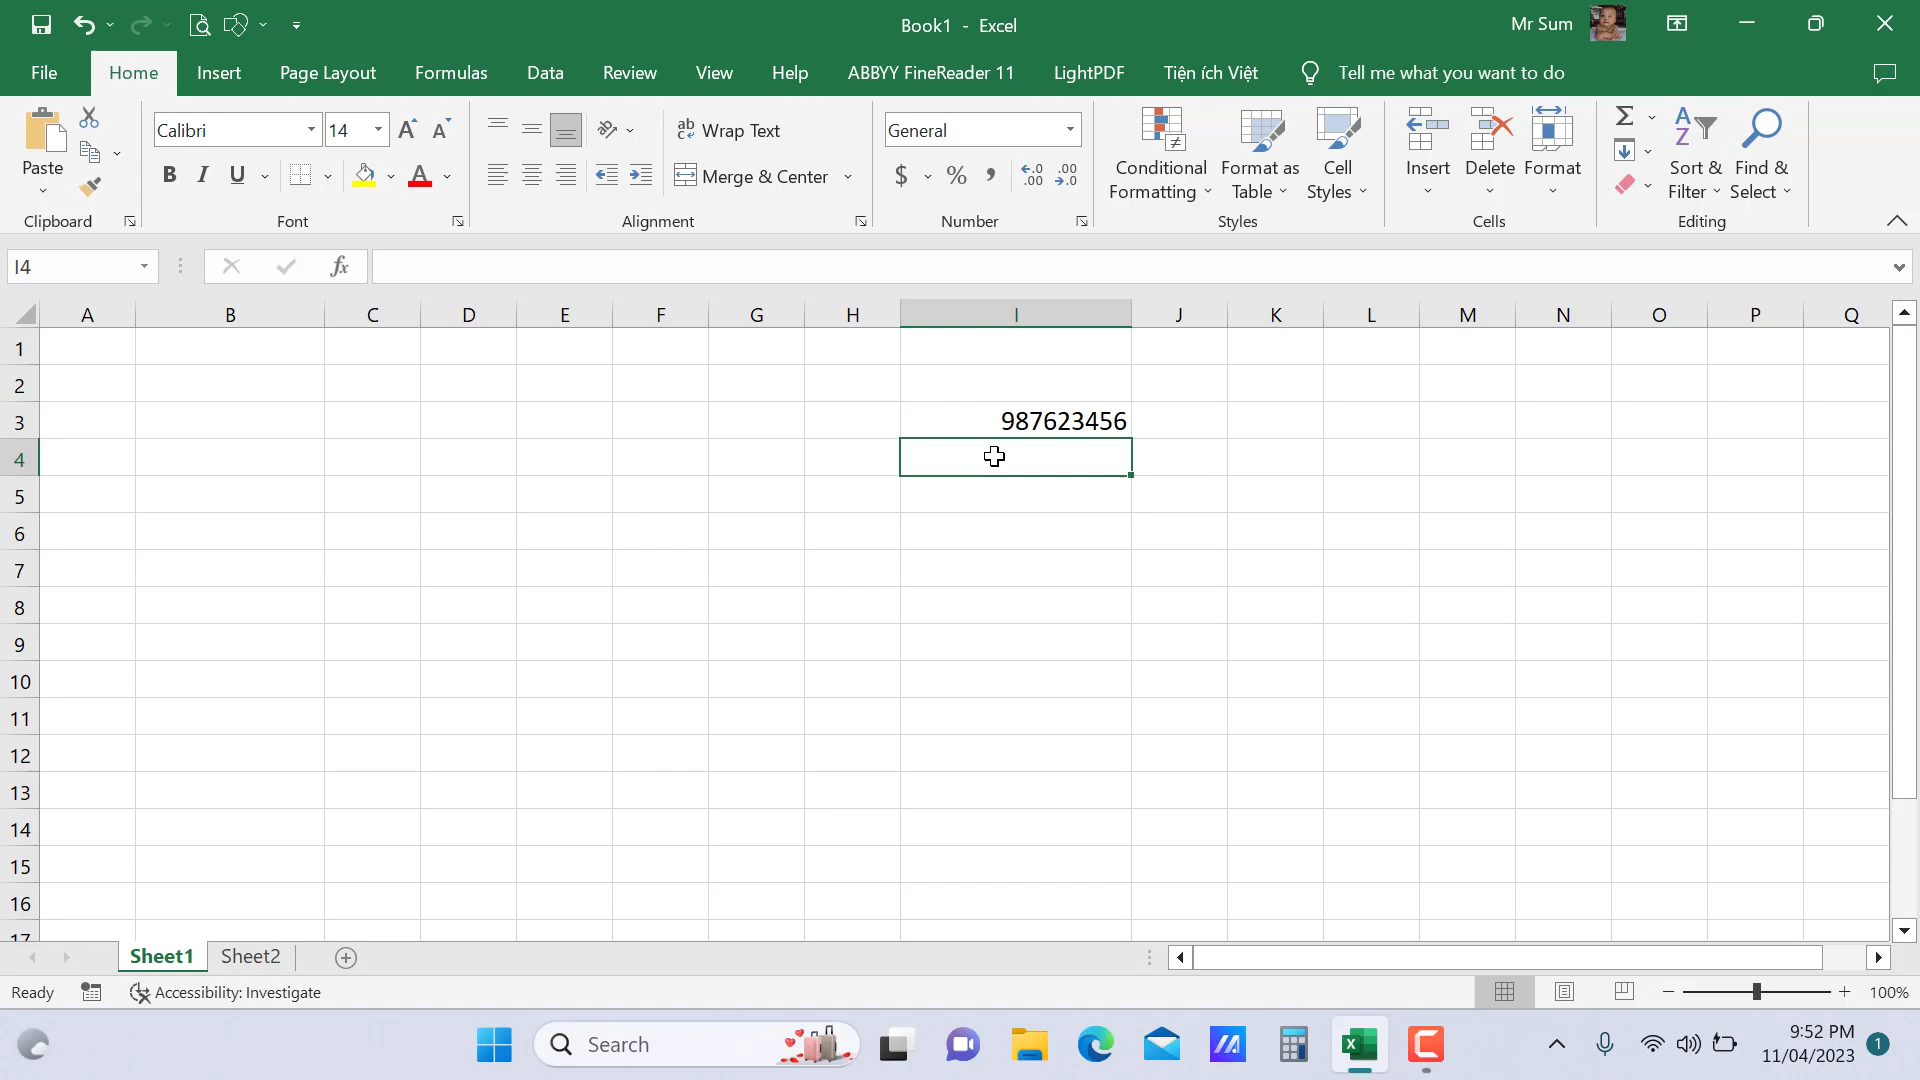 Book1 - Excel
Mr Sum
File Home Insert Page Layout Formulas Data Review View Help ABBYY FineReader 11 LightPDF Tiện ích Việt Tell me what you want to do
Paste
Clipboard
Calibri 14
B I U
Font
Wrap Text
Merge & Center
Alignment
General
$ % ,
Number
Conditional
Formatting
Format as
Table
Cell
Styles
Styles
Insert
Delete
Format
Cells
Sort &
Filter
Find &
Select
Editing
I4
fx
A B C D E F G H I J K L M N O P Q
1
2
3 987623456
4
5
6
7
8
9
10
11
12
13
14
15
16
17
Sheet1 Sheet2
Ready Accessibility: Investigate 100%
Search
9:52 PM
11/04/2023
1